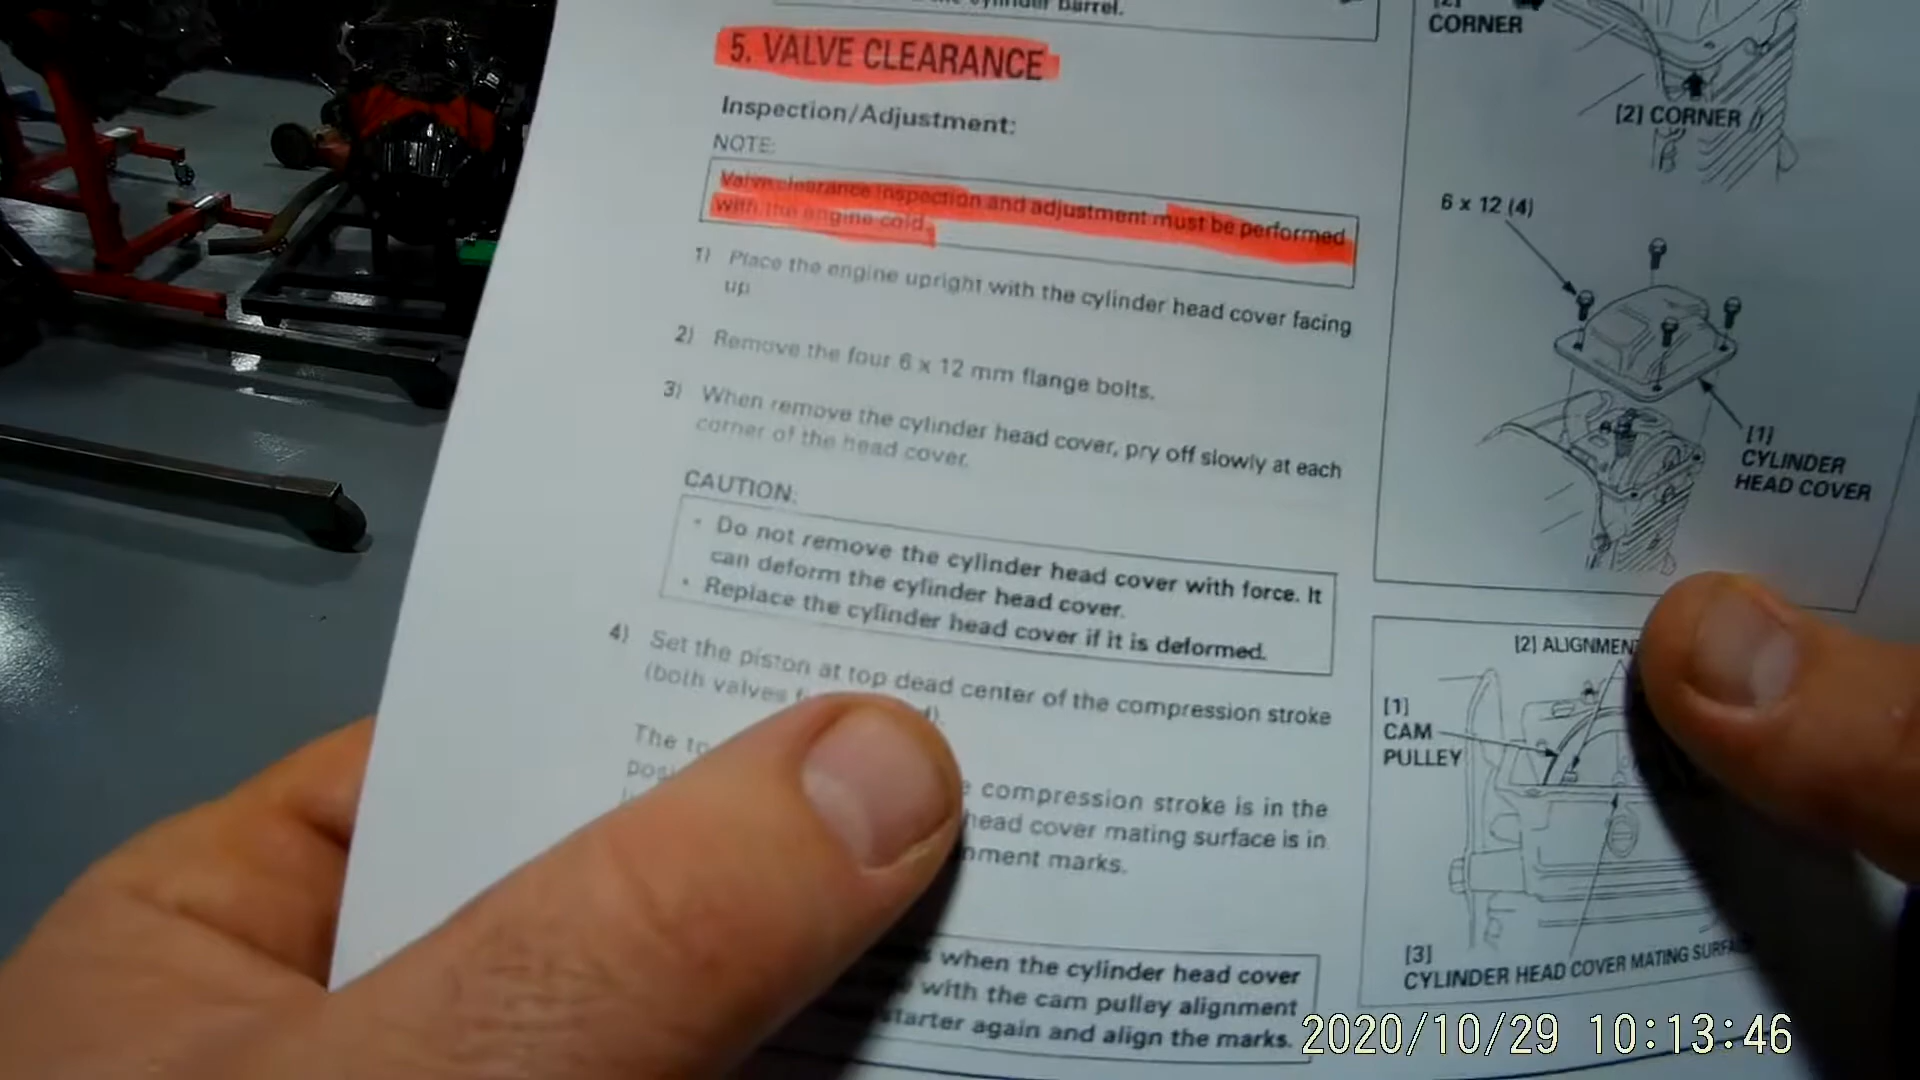 the cylinder barrel.
5. VALVE CLEARANCE
Inspection/Adjustment:
NOTE:
Valve clearance inspection and adjustment must be performed
with the engine cold.
1) Place the engine upright with the cylinder head cover facing
up
2) Remove the four 6 x 12 mm flange bolts.
3) When remove the cylinder head cover, pry off slowly at each
corner of the head cover.
CAUTION:
• Do not remove the cylinder head cover with force. It
can deform the cylinder head cover.
• Replace the cylinder head cover if it is deformed.
4) Set the piston at top dead center of the compression stroke
(both valves
The
compression stroke is in the
head cover mating surface is in
marks.
when the cylinder head cover
with the cam pulley alignment
starter again and align the marks.
[2]
CORNER
[2] CORNER
6 x 12 (4)
[1]
CYLINDER
HEAD COVER
[2] ALIGNMEN
[1]
CAM
PULLEY
[3]
CYLINDER HEAD COVER MATING
2020/10/29 10:13:46